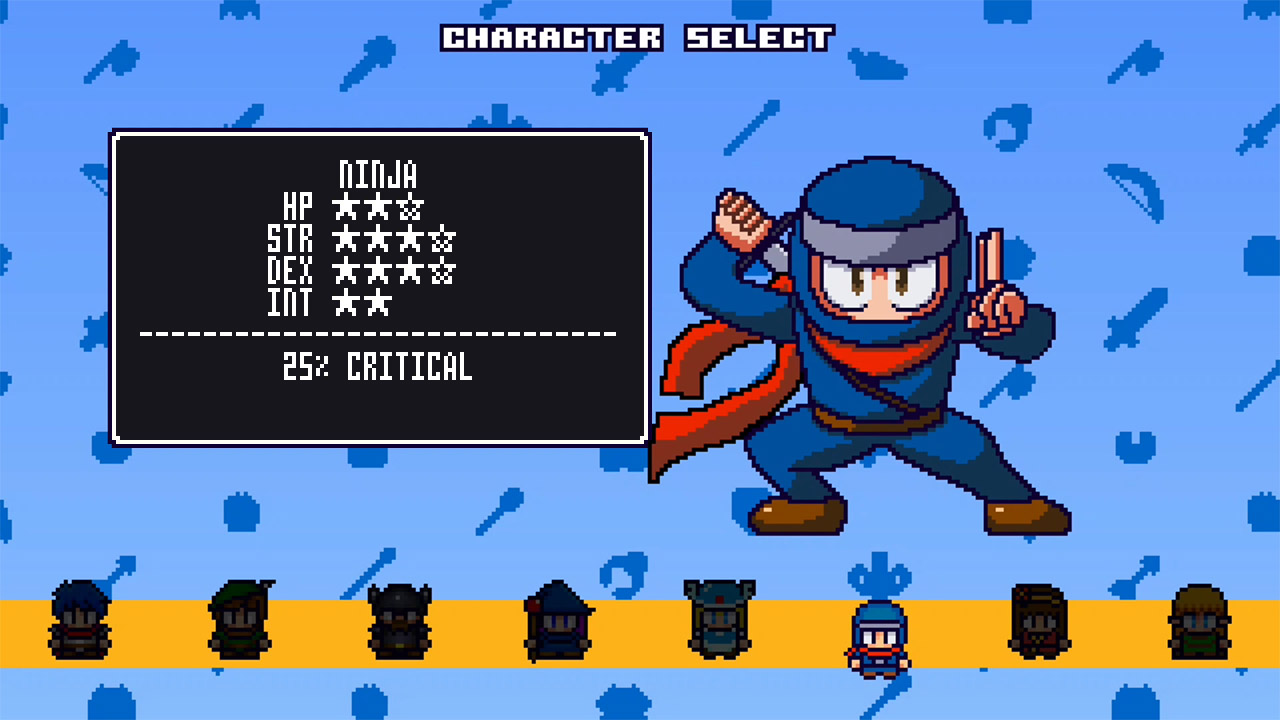 CHARACTER SELECT
NINJA
HP ★★☆
STR ★★★☆
DEX ★★★☆
INT ★★
25% CRITICAL